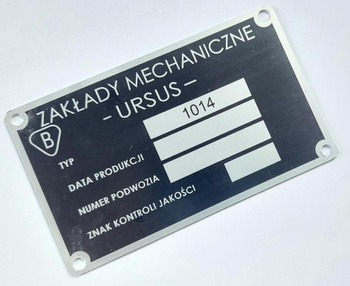 ZAKŁADY MECHANICZNE
- URSUS -
B
TYP 1014
DATA PRODUKCJI
NUMER PODWOZIA
ZNAK KONTROLI JAKOŚCI